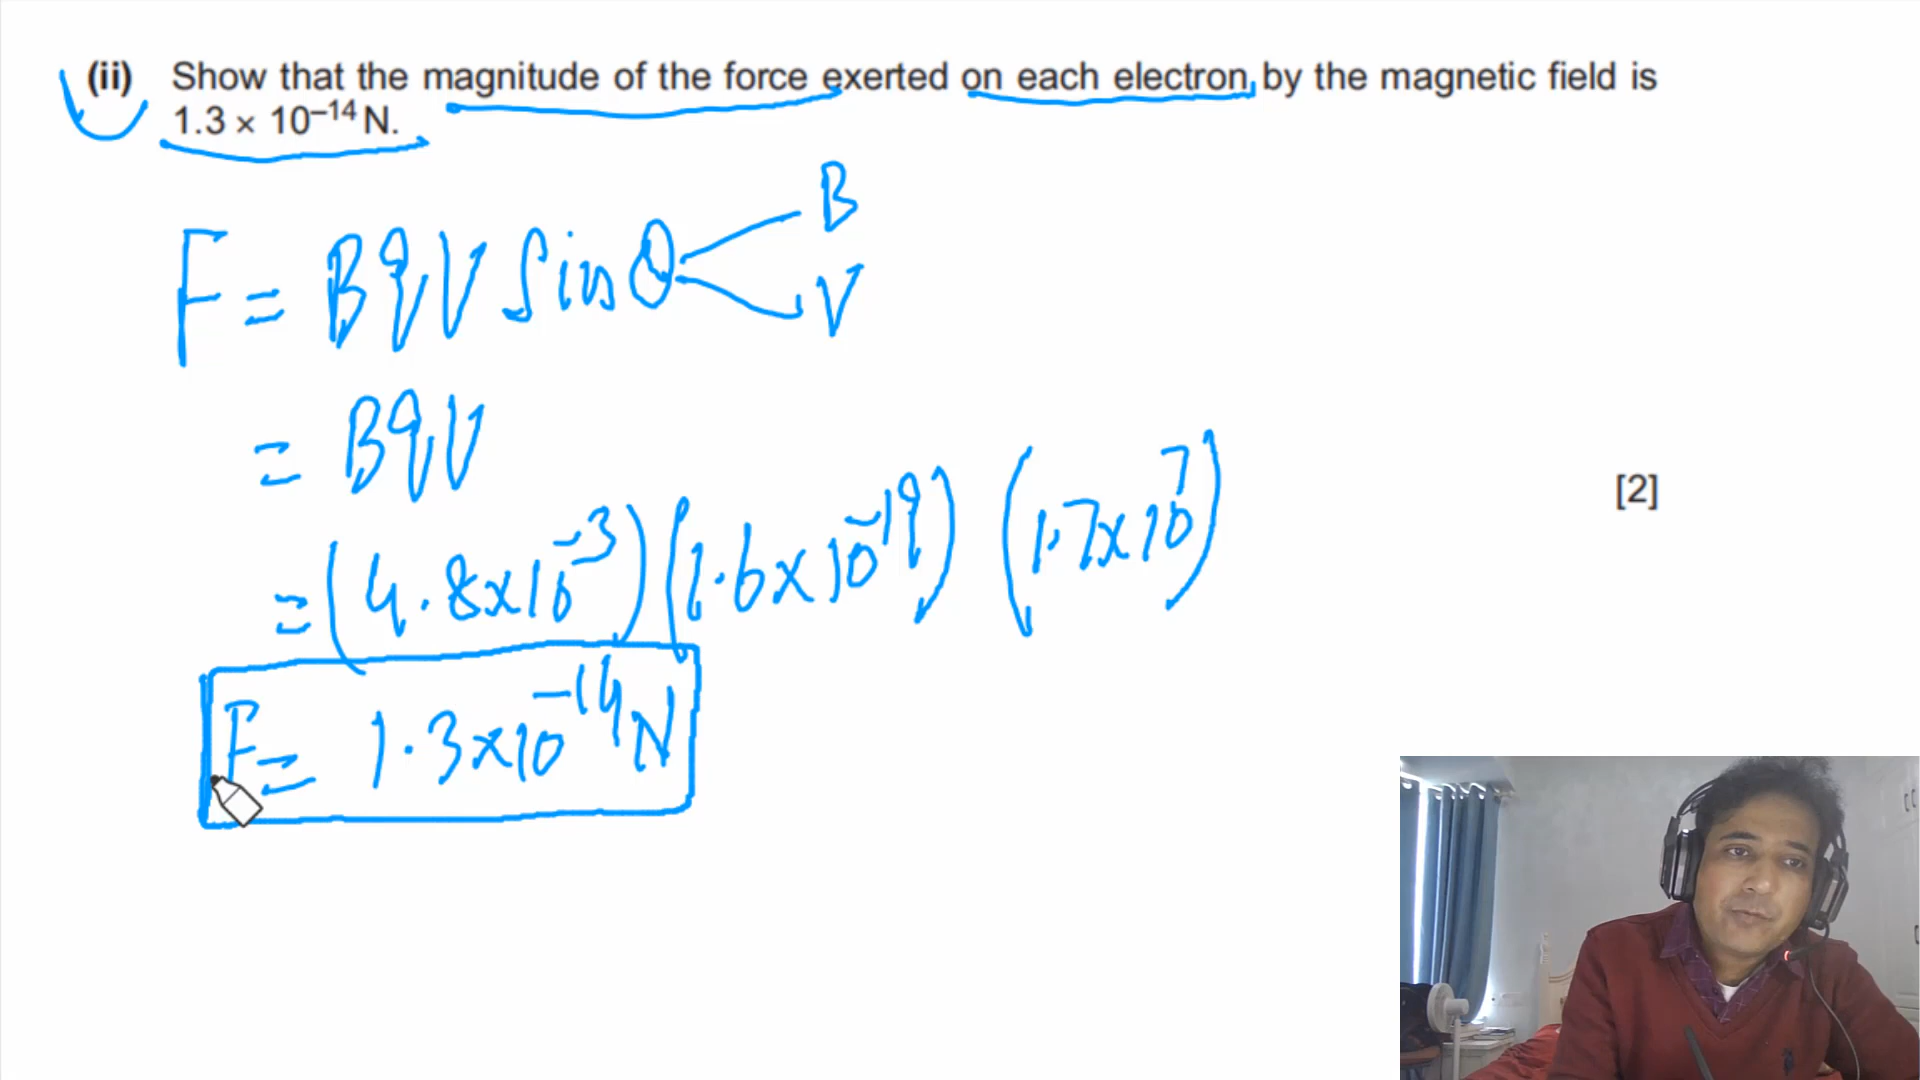 (ii) Show that the magnitude of the force exerted on each electron by the magnetic field is
1.3 × 10⁻¹⁴ N.
F = BqV Sinθ B
V
= BqV
= (4.8×10⁻³)(1.6×10⁻¹⁹) (1.7×10⁷)
[2]
F = 1.3×10⁻¹⁴N